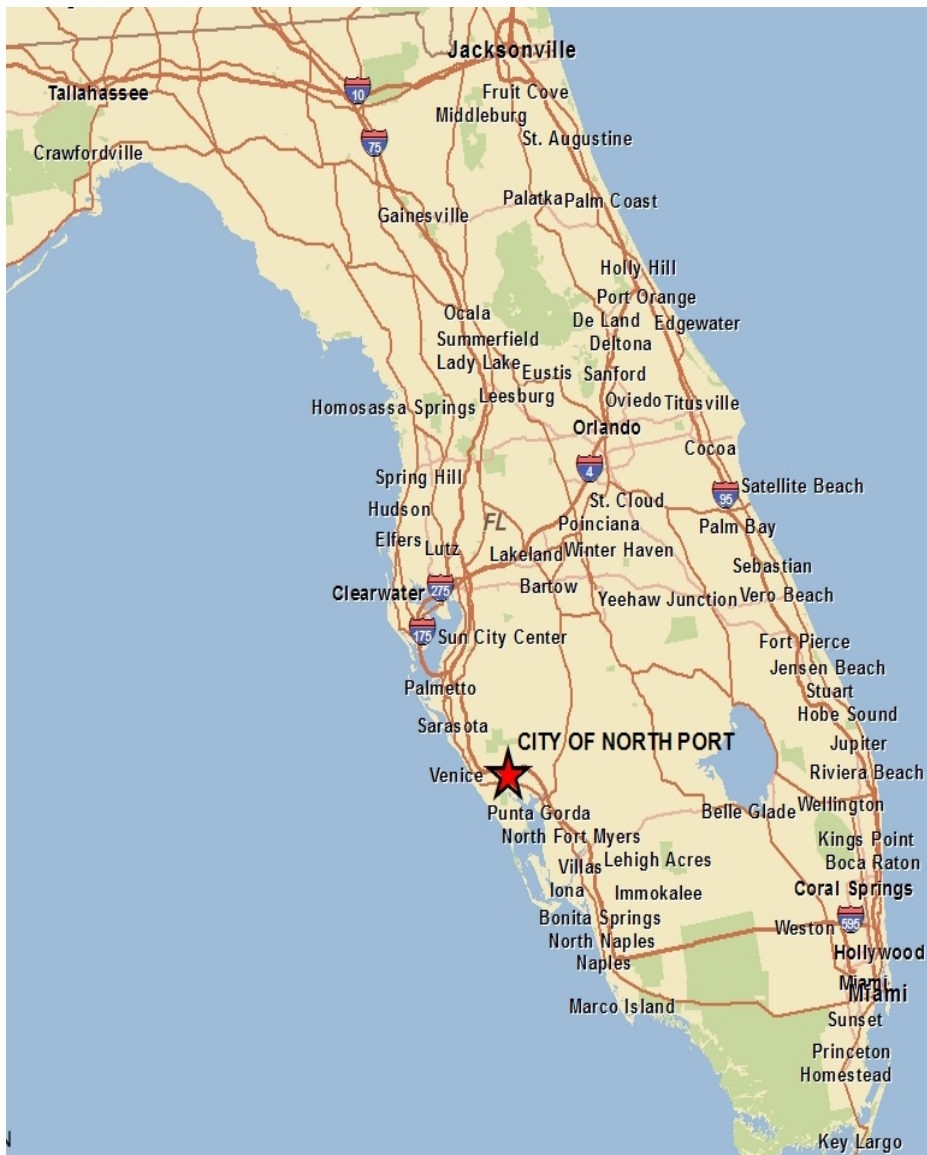 Jacksonville
Tallahassee
10
Fruit Cove
Middleburg
75
St. Augustine
Crawfordville
Palatka
Palm Coast
Gainesville
Holly Hill
Port Orange
Ocala
De Land
Edgewater
Summerfield
Deltona
Lady Lake
Eustis
Sanford
Leesburg
Oviedo
Titusville
Homosassa Springs
Orlando
Cocoa
4
Spring Hill
Satellite Beach
95
St. Cloud
Hudson
FL
Poinciana
Palm Bay
Elfers
Lutz
Lakeland
Winter Haven
Sebastian
Clearwater
275
Bartow
Yeehaw Junction
Vero Beach
175
Sun City Center
Fort Pierce
Jensen Beach
Palmetto
Stuart
Hobe Sound
Sarasota
CITY OF NORTH PORT
Jupiter
Venice
Riviera Beach
Punta Gorda
Belle Glade
Wellington
North Fort Myers
Kings Point
Villas
Lehigh Acres
Boca Raton
Iona
Immokalee
Coral Springs
Bonita Springs
Weston
595
North Naples
Hollywood
Naples
Miami
Miami
Marco Island
Sunset
Princeton
Homestead
Key Largo